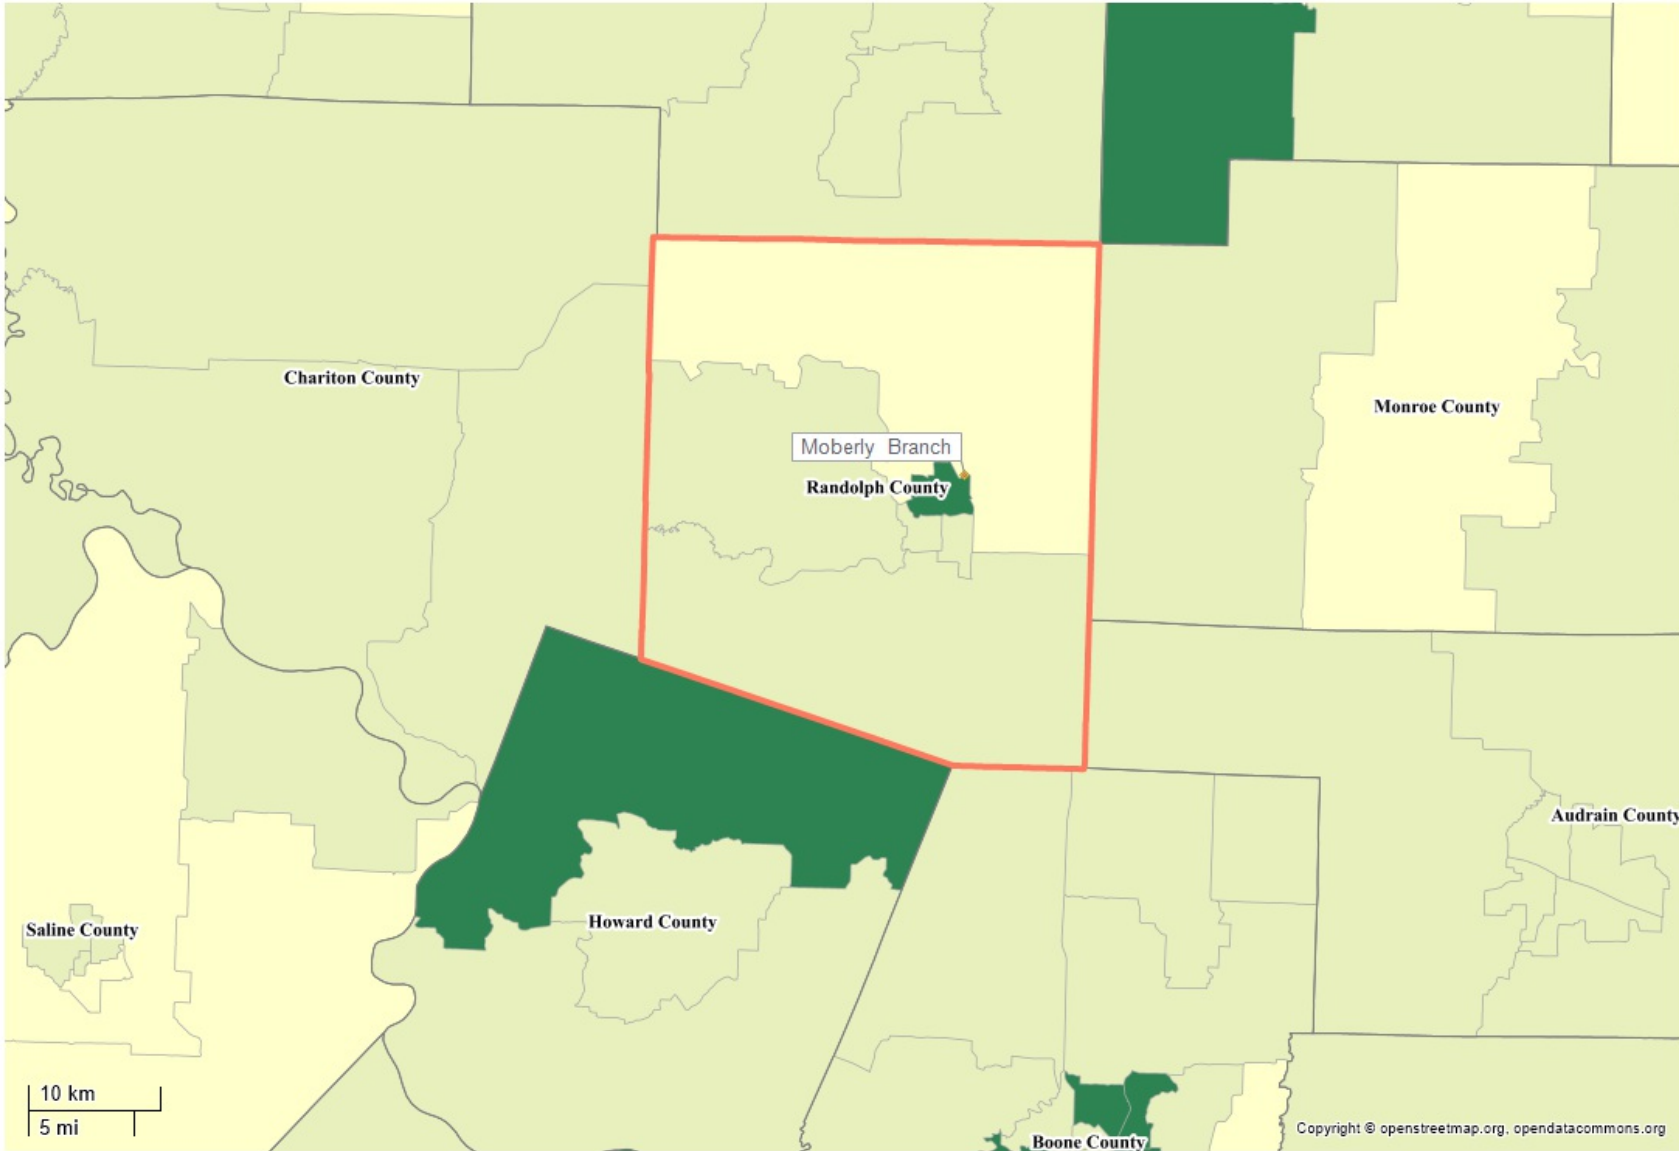 Chariton County
Monroe County
Moberly Branch
Randolph County
Audrain County
Saline County
Howard County
10 km
5 mi
Boone County
Copyright © openstreetmap.org, opendatacommons.org